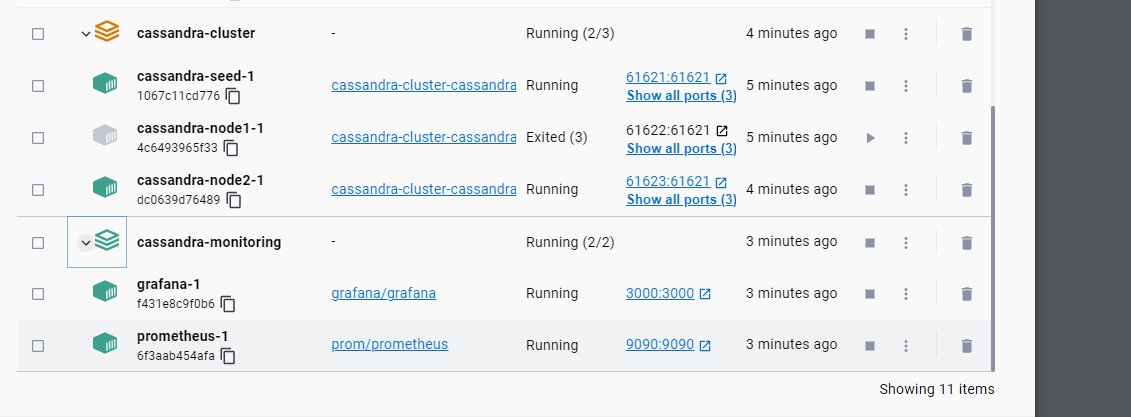 cassandra-cluster - Running (2/3) 4 minutes ago
cassandra-seed-1 cassandra-cluster-cassandra Running 61621:61621 5 minutes ago
1067c11cd776 Show all ports (3)
cassandra-node1-1 cassandra-cluster-cassandra Exited (3) 61622:61621 5 minutes ago
4c6493965f33 Show all ports (3)
cassandra-node2-1 cassandra-cluster-cassandra Running 61623:61621 4 minutes ago
dc0639d76489 Show all ports (3)
cassandra-monitoring - Running (2/2) 3 minutes ago
grafana-1 grafana/grafana Running 3000:3000 3 minutes ago
f431e8c9f0b6
prometheus-1 prom/prometheus Running 9090:9090 3 minutes ago
6f3aab454afa
Showing 11 items